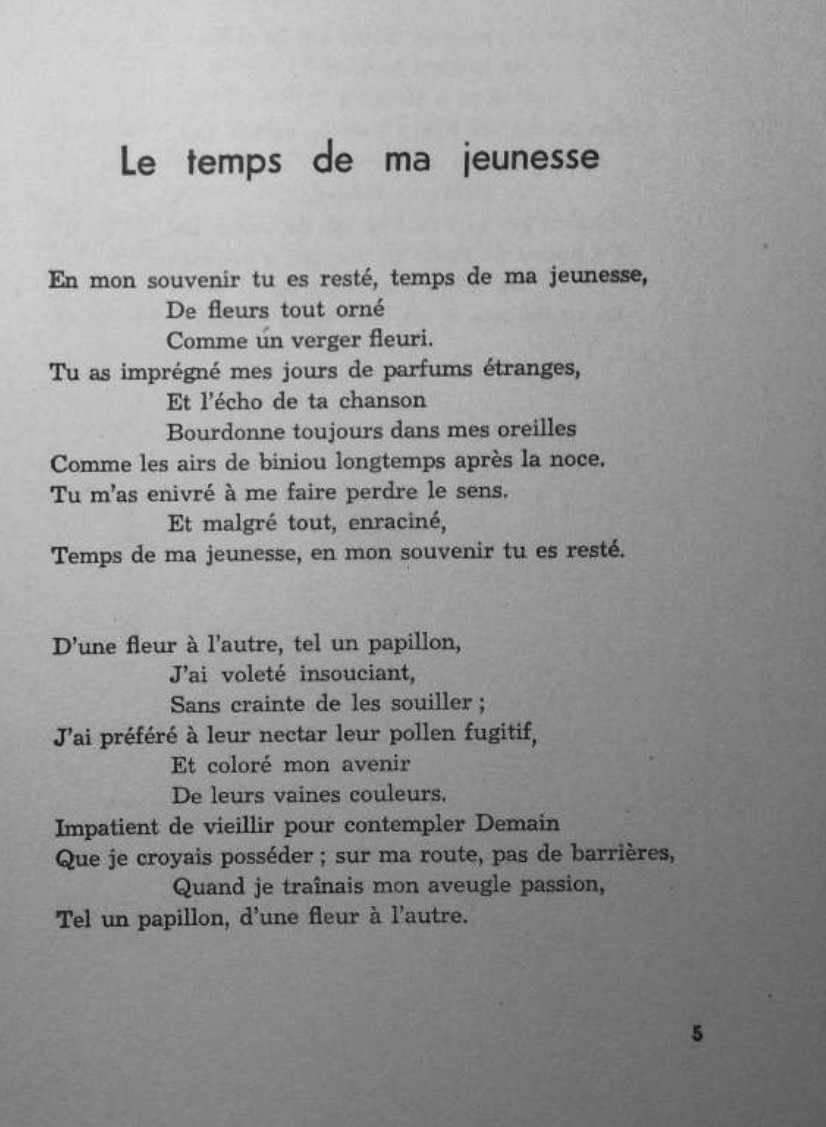 Le temps de ma jeunesse
En mon souvenir tu es resté, temps de ma jeunesse,
De fleurs tout orné
Comme un verger fleuri.
Tu as imprégné mes jours de parfums étranges,
Et l'écho de ta chanson
Bourdonne toujours dans mes oreilles
Comme les airs de biniou longtemps après la noce.
Tu m'as enivré à me faire perdre le sens.
Et malgré tout, enraciné,
Temps de ma jeunesse, en mon souvenir tu es resté.
D'une fleur à l'autre, tel un papillon,
J'ai voleté insouciant,
Sans crainte de les souiller ;
J'ai préféré à leur nectar leur pollen fugitif,
Et coloré mon avenir
De leurs vaines couleurs.
Impatient de vieillir pour contempler Demain
Que je croyais posséder ; sur ma route, pas de barrières,
Quand je traînais mon aveugle passion,
Tel un papillon, d'une fleur à l'autre.
5